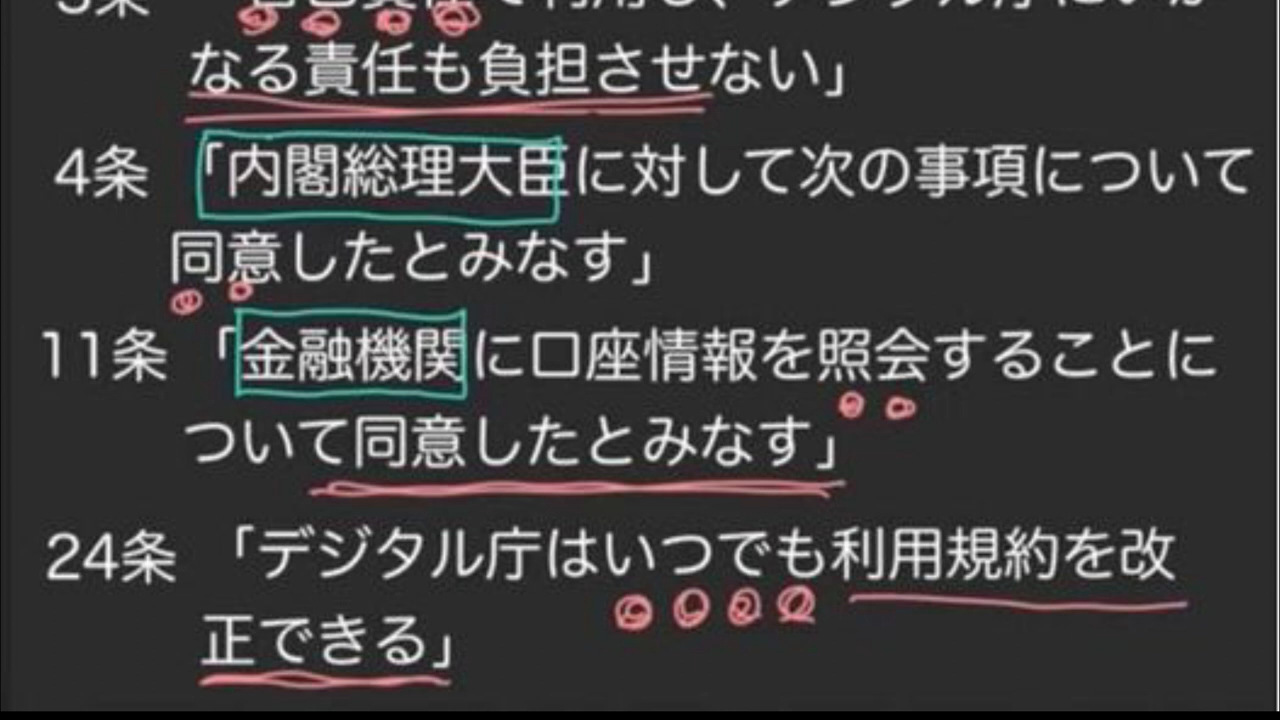 なる責任も負担させない」
4条 「内閣総理大臣に対して次の事項について
同意したとみなす」
11条 「金融機関に口座情報を照会することに
ついて同意したとみなす」
24条 「デジタル庁はいつでも利用規約を改
正できる」